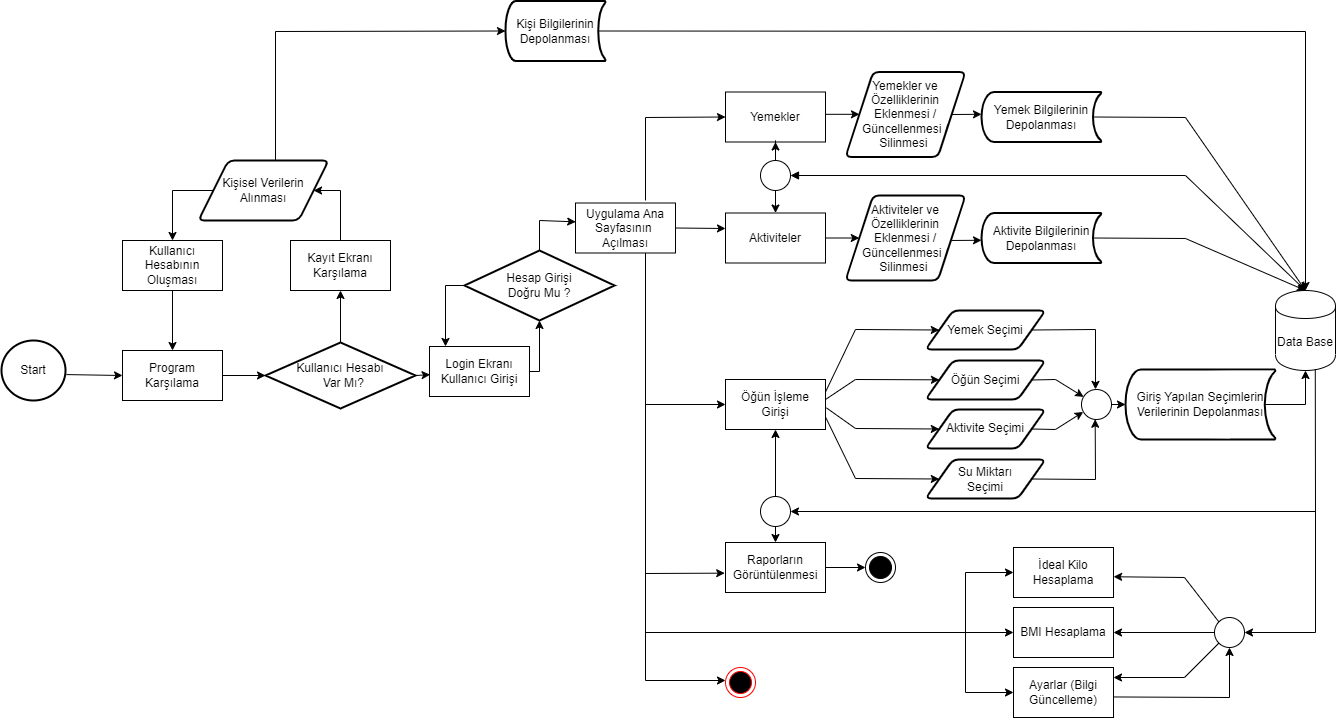 Kişi Bilgilerinin
Depolanması
Yemekler ve
Özelliklerinin
Eklenmesi /
Güncellenmesi
Silinmesi
Yemekler
Yemek Bilgilerinin
Depolanması
Kişisel Verilerin
Alınması
Uygulama Ana
Sayfasının
Açılması
Aktiviteler
Aktiviteler ve
Özelliklerinin
Eklenmesi /
Güncellenmesi
Silinmesi
Aktivite Bilgilerinin
Depolanması
Kullanıcı
Hesabının
Oluşması
Kayıt Ekranı
Karşılama
Hesap Girişi
Doğru Mu ?
Data Base
Start
Program
Karşılama
Kullanıcı Hesabı
Var Mı?
Login Ekranı
Kullanıcı Girişi
Öğün İşleme
Girişi
Yemek Seçimi
Öğün Seçimi
Aktivite Seçimi
Su Miktarı
Seçimi
Giriş Yapılan Seçimlerin
Verilerinin Depolanması
Raporların
Görüntülenmesi
İdeal Kilo
Hesaplama
BMI Hesaplama
Ayarlar (Bilgi
Güncelleme)